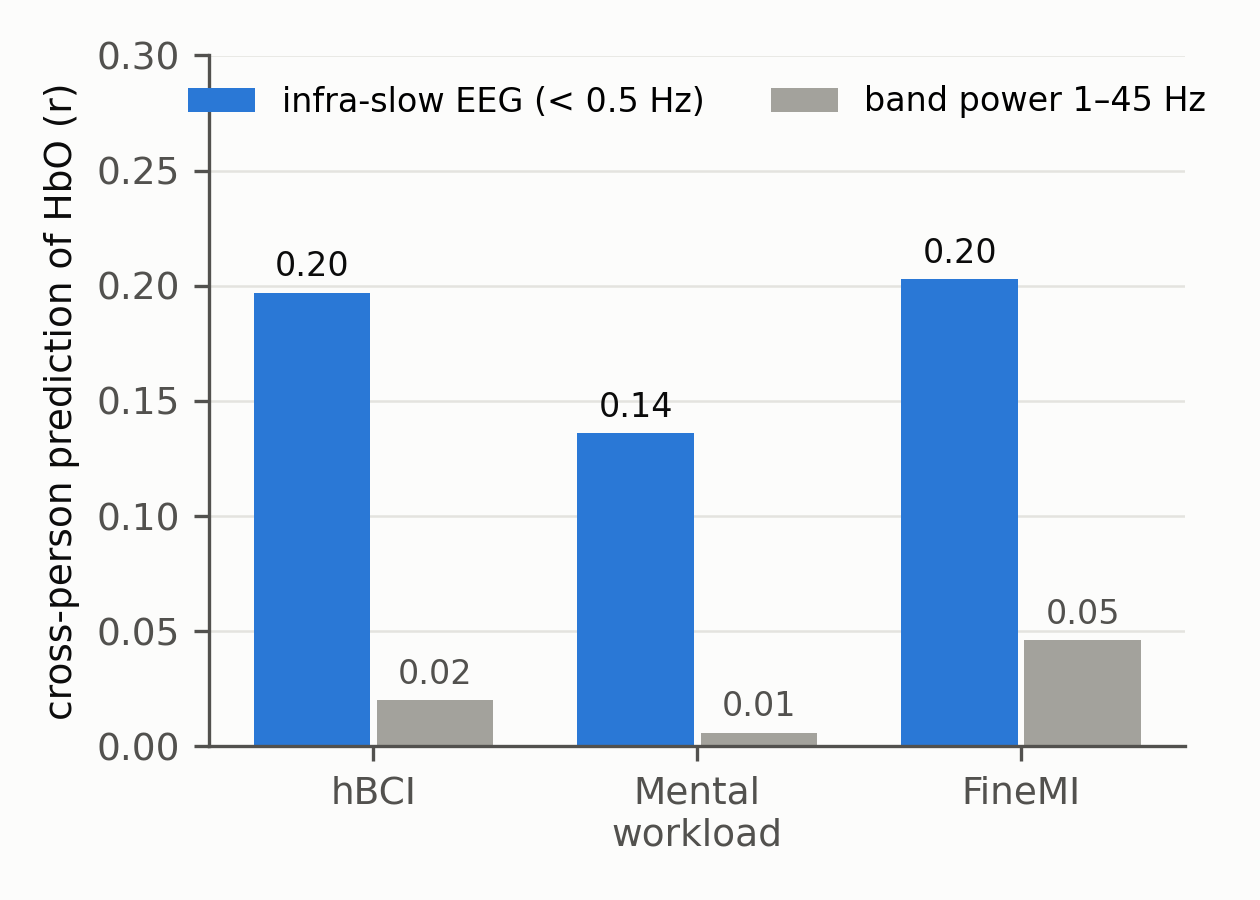 cross-person prediction of HbO (r)
0.30
0.25
0.20
0.15
0.10
0.05
0.00
infra-slow EEG (< 0.5 Hz)
band power 1–45 Hz
0.20
0.02
0.14
0.01
0.20
0.05
hBCI
Mental
workload
FineMI